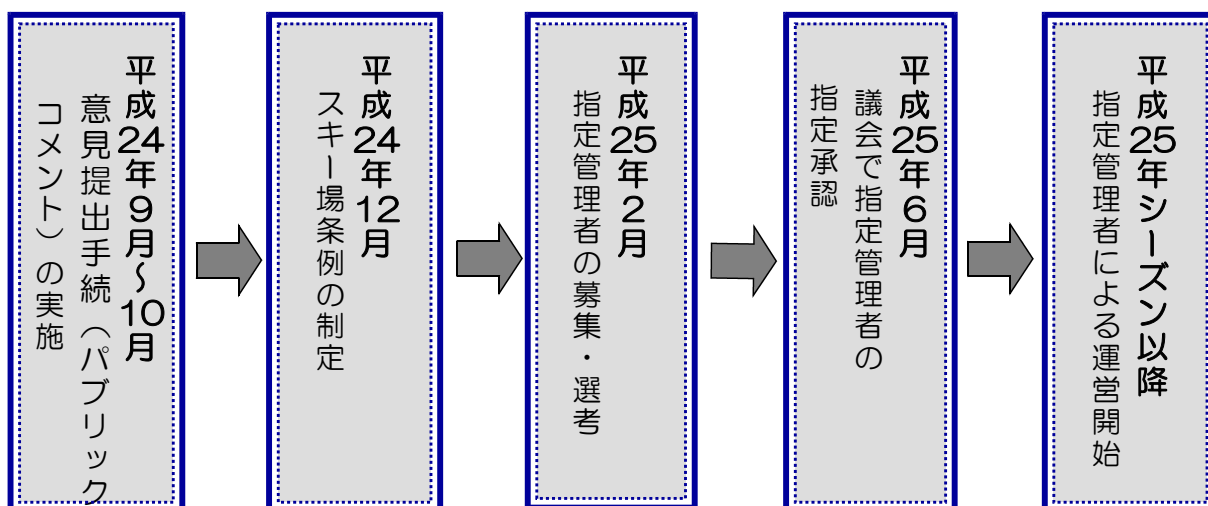 平成24年9月〜10月
意見提出手続（パブリック
コメント）の実施
平成24年12月
スキー場条例の制定
平成25年2月
指定管理者の募集・選考
平成25年6月
議会で指定管理者の
指定承認
平成25年シーズン以降
指定管理者による運営開始